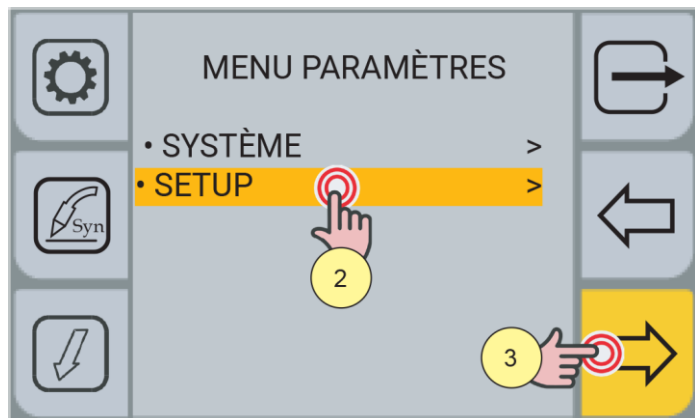 MENU PARAMÈTRES
• SYSTÈME >
• SETUP >
Syn
2
3